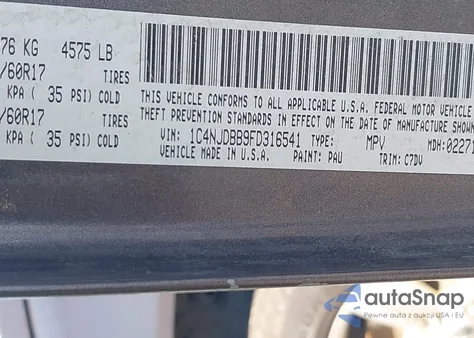 76 KG 4575 LB
/60R17 TIRES
KPA ( 35 PSI) COLD
/60R17 TIRES
KPA ( 35 PSI) COLD
THIS VEHICLE CONFORMS TO ALL APPLICABLE U.S.A. FEDERAL MOTOR VEHICLE
THEFT PREVENTION STANDARDS IN EFFECT ON THE DATE OF MANUFACTURE SHOWN
VIN: 1C4NJDBB9FD316541 TYPE: MPV MDH: 02271
VEHICLE MADE IN U.S.A. PAINT: PAU TRIM: C7DV
autoSnap
Pewne auta z aukcji USA i EU